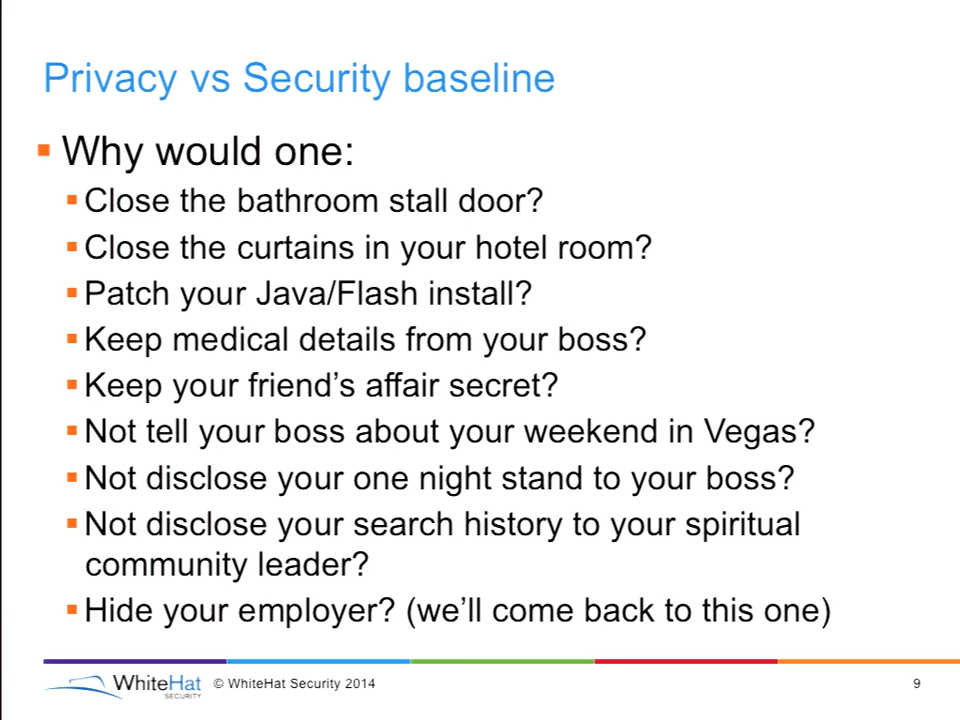 Privacy vs Security baseline
Why would one:
Close the bathroom stall door?
Close the curtains in your hotel room?
Patch your Java/Flash install?
Keep medical details from your boss?
Keep your friend’s affair secret?
Not tell your boss about your weekend in Vegas?
Not disclose your one night stand to your boss?
Not disclose your search history to your spiritual
community leader?
Hide your employer? (we’ll come back to this one)
WhiteHat
SECURITY
© WhiteHat Security 2014
9